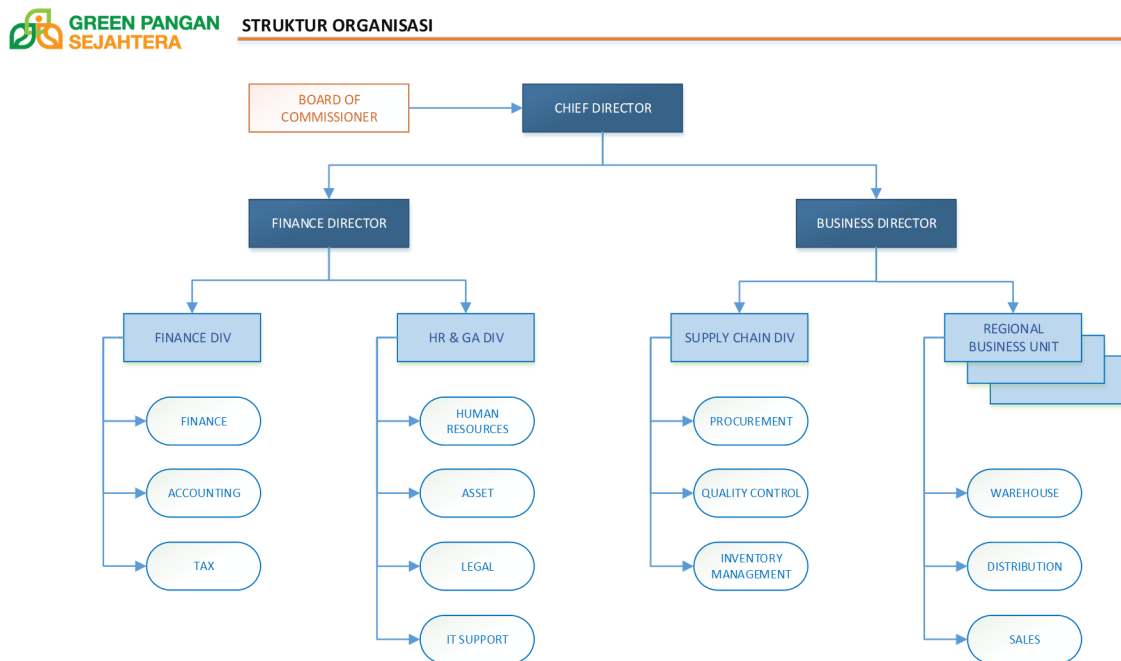 GREEN PANGAN
SEJAHTERA
STRUKTUR ORGANISASI
BOARD OF
COMMISSIONER
CHIEF DIRECTOR
FINANCE DIRECTOR
BUSINESS DIRECTOR
FINANCE DIV
HR & GA DIV
SUPPLY CHAIN DIV
REGIONAL
BUSINESS UNIT
FINANCE
HUMAN
RESOURCES
PROCUREMENT
ACCOUNTING
ASSET
QUALITY CONTROL
WAREHOUSE
TAX
LEGAL
INVENTORY
MANAGEMENT
DISTRIBUTION
IT SUPPORT
SALES